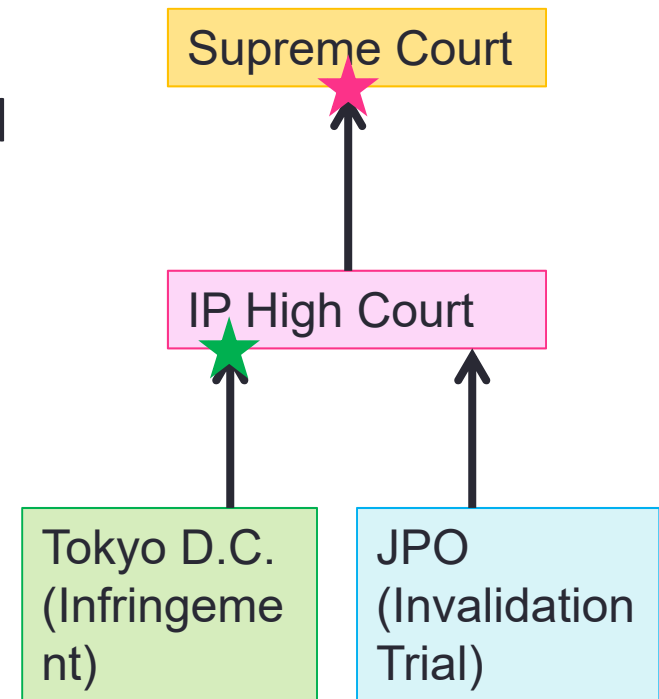 Supreme Court
IP High Court
Tokyo D.C.
(Infringeme
nt)
JPO
(Invalidation
Trial)